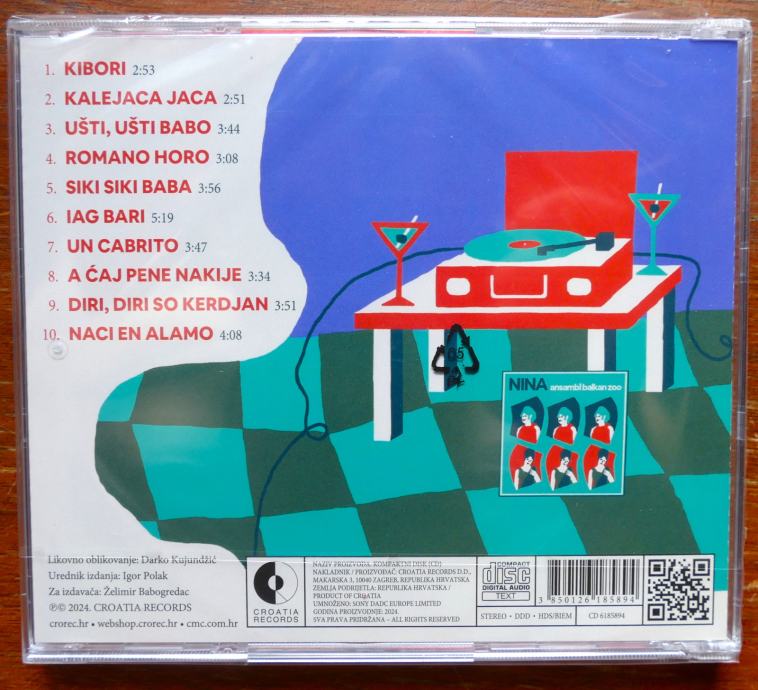 1. KIBORI 2:53
2. KALEJACA JACA 2:51
3. UŠTI, UŠTI BABO 3:44
4. ROMANO HORO 3:08
5. SIKI SIKI BABA 3:56
6. IAG BARI 5:19
7. UN CABRITO 3:47
8. A ĆAJ PENE NAKIJE 3:34
9. DIRI, DIRI SO KERDJAN 3:51
10. NACI EN ALAMO 4:08
05
PE
NINA ansambl balkan zoo
Likovno oblikovanje: Darko Kujundžić
Urednik izdanja: Igor Polak
Za izdavača: Želimir Babogredac
℗© 2024. CROATIA RECORDS
crorec.hr • webshop.crorec.hr • cmc.com.hr
CROATIA
RECORDS
NAZIV PROIZVODA: KOMPAKTNI DISK (CD)
NAKLADNIK / PROIZVOĐAČ: CROATIA RECORDS D.D.,
MAKARSKA 3, 10040 ZAGREB, REPUBLIKA HRVATSKA
ZEMLJA PODRIJETLA: REPUBLIKA HRVATSKA /
PRODUCT OF CROATIA
UMNOŽENO: SONY DADC EUROPE LIMITED
GODINA PROIZVODNJE: 2024.
SVA PRAVA PRIDRŽANA – ALL RIGHTS RESERVED
COMPACT
disc
DIGITAL AUDIO
TEXT
3 850126 185894
STEREO • DDD • HDS/BIEM
CD 6185894